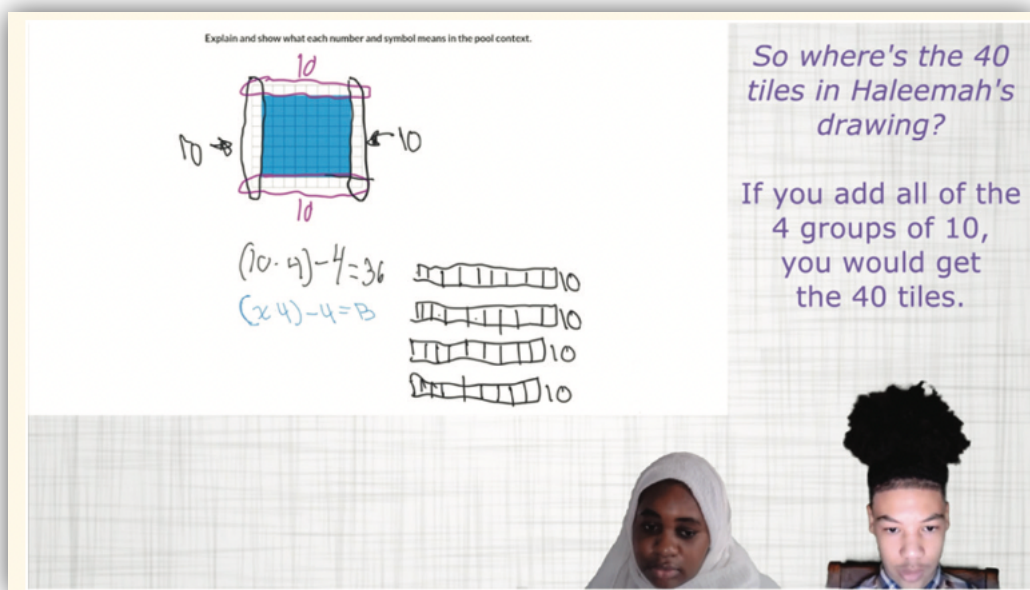 Explain and show what each number and symbol means in the pool context.
10
10
10
10
(10·4)-4=36
(x4)-4=B
10
10
10
10
So where's the 40
tiles in Haleemah's
drawing?
If you add all of the
4 groups of 10,
you would get
the 40 tiles.